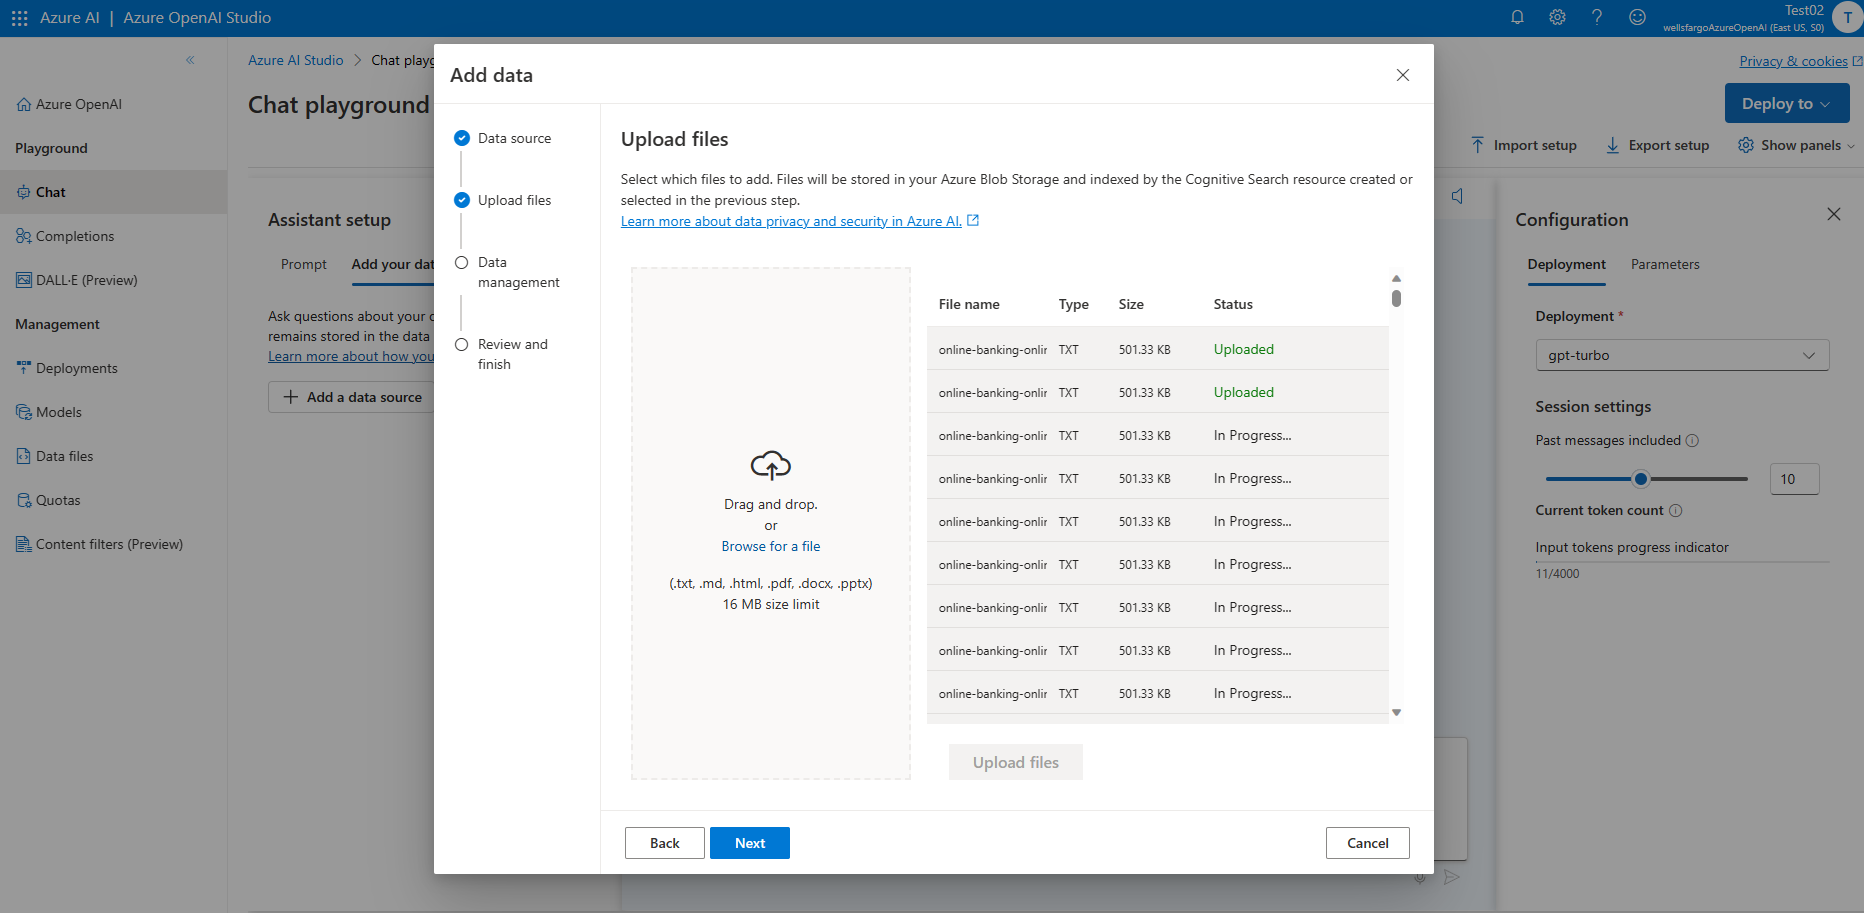 Azure AI | Azure OpenAI Studio
Test02
wellsfargoAzureOpenAI (East US, S0)
T
Azure AI Studio > Chat playg
Privacy & cookies
Chat playground
Deploy to
Import setup
Export setup
Show panels
Azure OpenAI
Playground
Chat
Completions
DALL·E (Preview)
Management
Deployments
Models
Data files
Quotas
Content filters (Preview)
Assistant setup
Prompt
Add your dat
Ask questions about your
remains stored in the data
Learn more about how you
Add a data source
Add data
Data source
Upload files
Data
management
Review and
finish
Upload files
Select which files to add. Files will be stored in your Azure Blob Storage and indexed by the Cognitive Search resource created or
selected in the previous step.
Learn more about data privacy and security in Azure AI.
Drag and drop.
or
Browse for a file
(.txt, .md, .html, .pdf, .docx, .pptx)
16 MB size limit
File name Type Size Status
online-banking-onlir TXT 501.33 KB Uploaded
online-banking-onlir TXT 501.33 KB Uploaded
online-banking-onlir TXT 501.33 KB In Progress...
online-banking-onlir TXT 501.33 KB In Progress...
online-banking-onlir TXT 501.33 KB In Progress...
online-banking-onlir TXT 501.33 KB In Progress...
online-banking-onlir TXT 501.33 KB In Progress...
online-banking-onlir TXT 501.33 KB In Progress...
online-banking-onlir TXT 501.33 KB In Progress...
Upload files
Back
Next
Cancel
Configuration
Deployment
Parameters
Deployment *
gpt-turbo
Session settings
Past messages included
10
Current token count
Input tokens progress indicator
11/4000